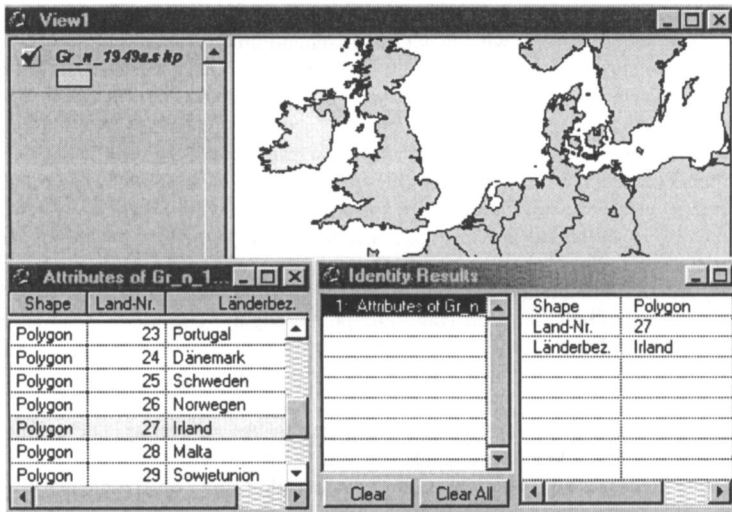 View1
Gr_n_1949a.shp
Attributes of Gr_n_1...
Shape Land-Nr. Länderbez.
Polygon 23 Portugal
Polygon 24 Dänemark
Polygon 25 Schweden
Polygon 26 Norwegen
Polygon 27 Irland
Polygon 28 Malta
Polygon 29 Sowjetunion
Identify Results
1: Attributes of Gr_n
Shape Polygon
Land-Nr. 27
Länderbez. Irland
Clear Clear All